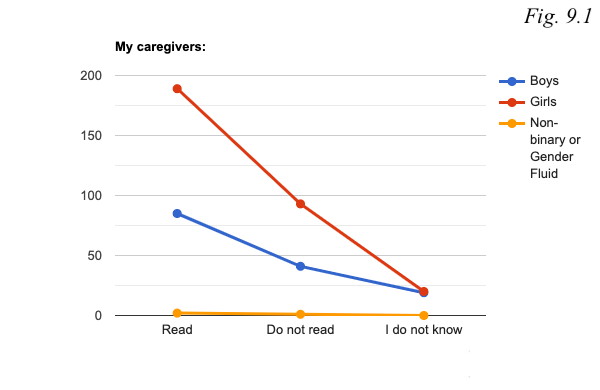 Fig. 9.1
My caregivers:
200
150
100
50
0
Read
Do not read
I do not know
Boys
Girls
Non-
binary or
Gender
Fluid